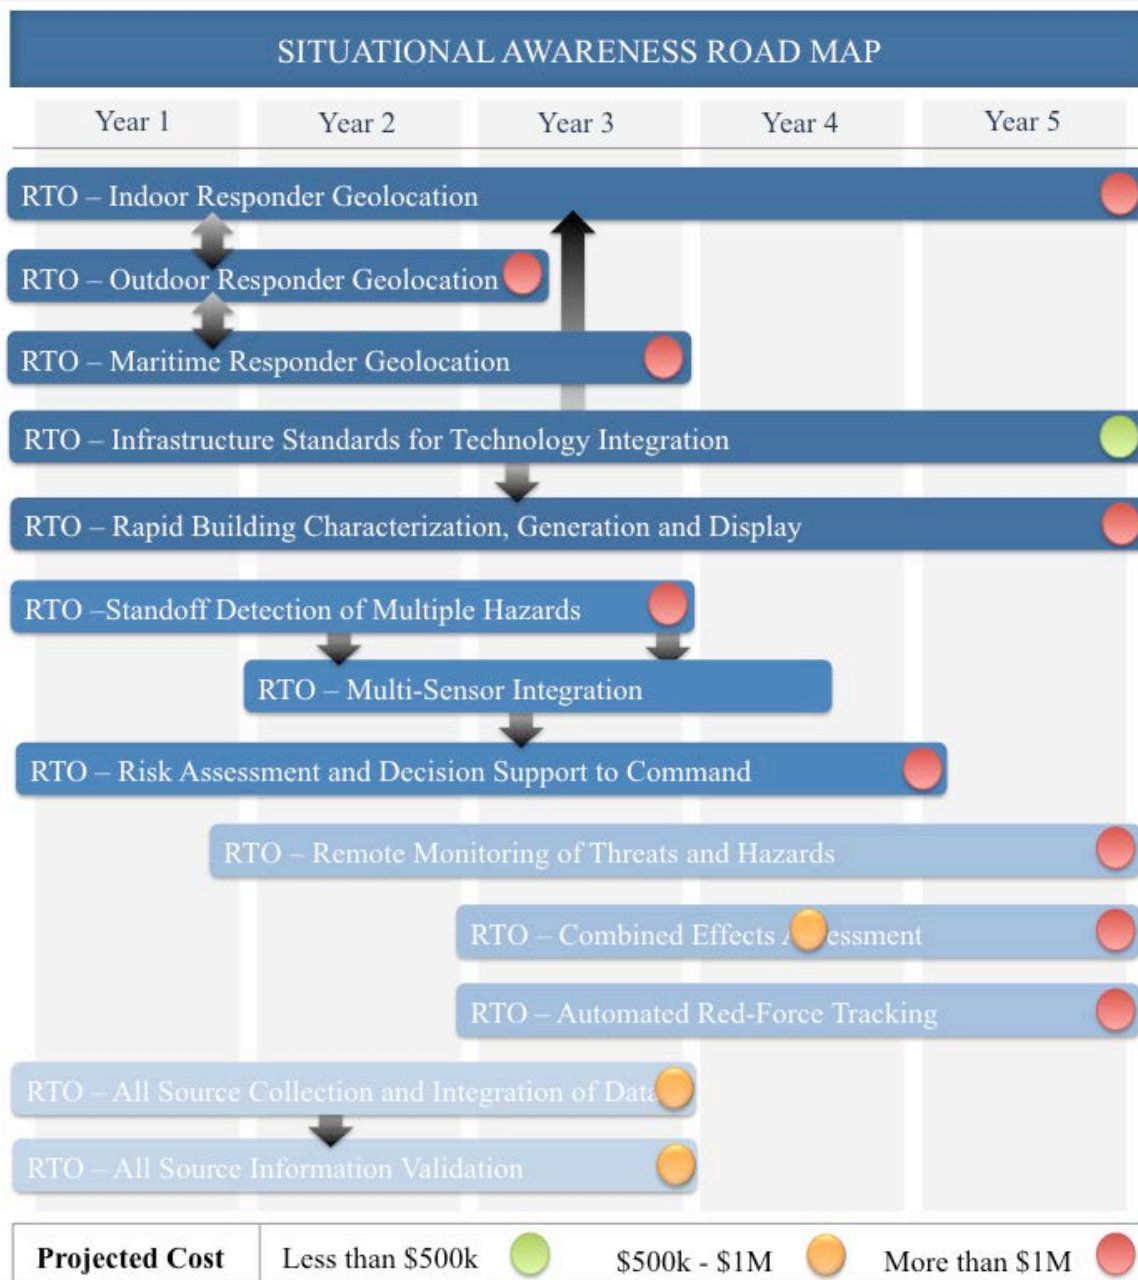 SITUATIONAL AWARENESS ROAD MAP
Year 1 Year 2 Year 3 Year 4 Year 5
RTO – Indoor Responder Geolocation
RTO – Outdoor Responder Geolocation
RTO – Maritime Responder Geolocation
RTO – Infrastructure Standards for Technology Integration
RTO – Rapid Building Characterization, Generation and Display
RTO –Standoff Detection of Multiple Hazards
RTO – Multi-Sensor Integration
RTO – Risk Assessment and Decision Support to Command
RTO – Remote Monitoring of Threats and Hazards
RTO – Combined Effects
RTO – Automated Red-Force Tracking
RTO – All Source Collection and Integration of Data
RTO – All Source Information Validation
Projected Cost Less than $500k $500k - $1M More than $1M